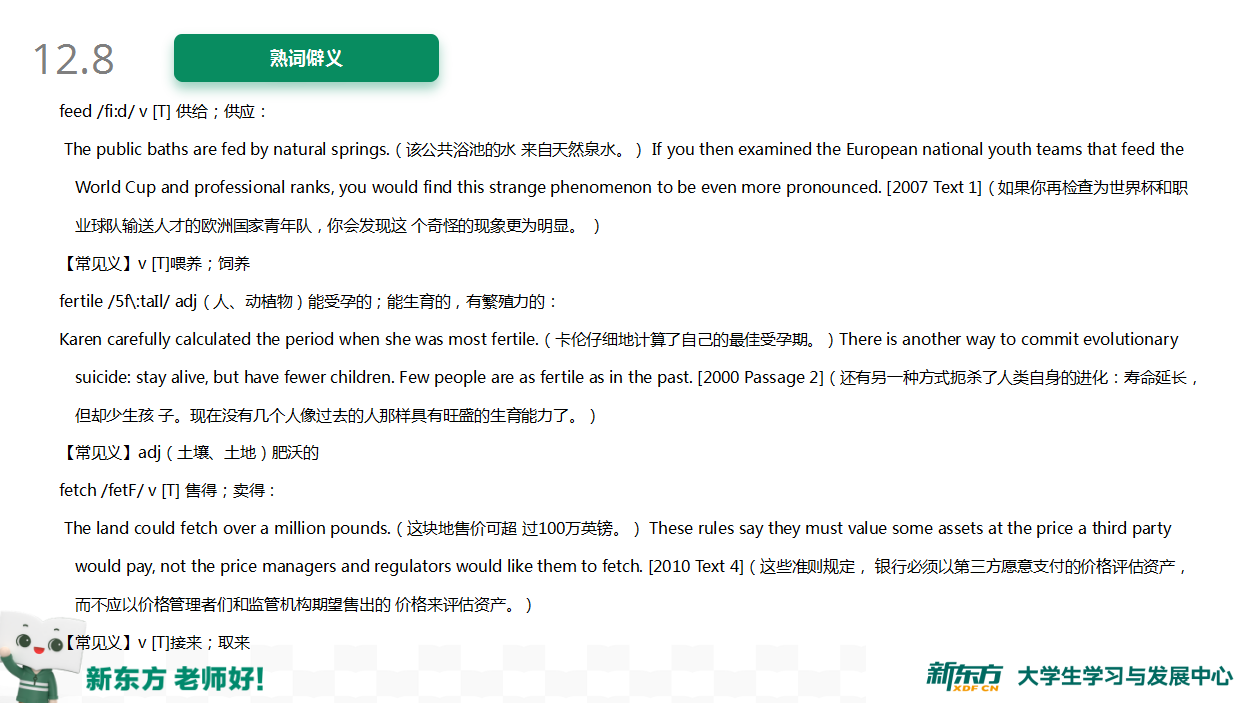 12.8
熟词僻义
feed /fi:d/ v [T] 供给；供应：
The public baths are fed by natural springs.（该公共浴池的水 来自天然泉水。） If you then examined the European national youth teams that feed the
World Cup and professional ranks, you would find this strange phenomenon to be even more pronounced. [2007 Text 1]（如果你再检查为世界杯和职
业球队输送人才的欧洲国家青年队，你会发现这 个奇怪的现象更为明显。 ）
【常见义】v [T]喂养；饲养
fertile /5f\:taIl/ adj（人、动植物）能受孕的；能生育的，有繁殖力的：
Karen carefully calculated the period when she was most fertile.（卡伦仔细地计算了自己的最佳受孕期。）There is another way to commit evolutionary
suicide: stay alive, but have fewer children. Few people are as fertile as in the past. [2000 Passage 2]（还有另一种方式扼杀了人类自身的进化：寿命延长，
但却少生孩 子。现在没有几个人像过去的人那样具有旺盛的生育能力了。）
【常见义】adj（土壤、土地）肥沃的
fetch /fetF/ v [T] 售得；卖得：
The land could fetch over a million pounds.（这块地售价可超 过100万英镑。） These rules say they must value some assets at the price a third party
would pay, not the price managers and regulators would like them to fetch. [2010 Text 4]（这些准则规定， 银行必须以第三方愿意支付的价格评估资产，
而不应以价格管理者们和监管机构期望售出的 价格来评估资产。）
【常见义】v [T]接来；取来
新东方 老师好!
新东方 XDF.CN 大学生学习与发展中心